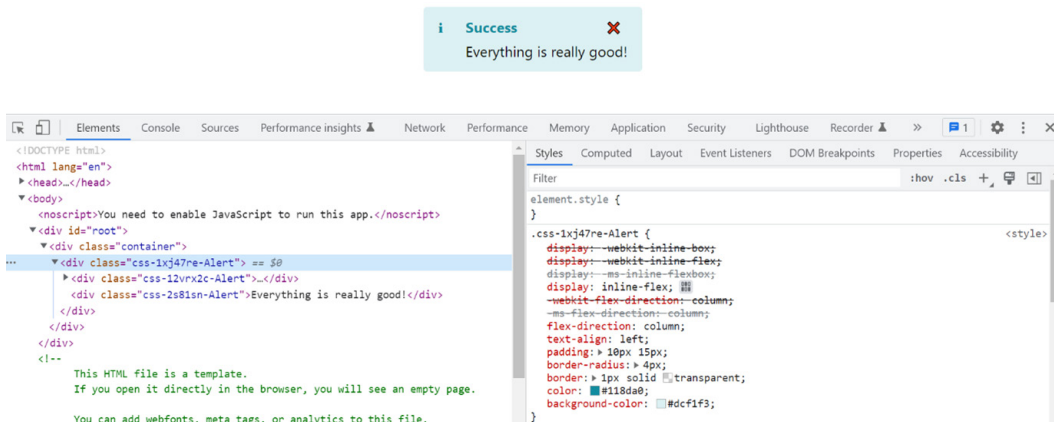 i Success ❌
Everything is really good!
Elements Console Sources Performance insights Network Performance Memory Application Security Lighthouse Recorder » 1
<!DOCTYPE html>
<html lang="en">
<head>…</head>
<body>
<noscript>You need to enable JavaScript to run this app.</noscript>
<div id="root">
<div class="container">
<div class="css-1xj47re-Alert"> == $0
<div class="css-12vrx2c-Alert">…</div>
<div class="css-2s81sn-Alert">Everything is really good!</div>
</div>
</div>
</div>
<!--
This HTML file is a template.
If you open it directly in the browser, you will see an empty page.
You can add webfonts, meta tags, or analytics to this file.
Styles Computed Layout Event Listeners DOM Breakpoints Properties Accessibility
Filter :hov .cls +
element.style {
}
.css-1xj47re-Alert { <style>
display: -webkit-inline-box;
display: -webkit-inline-flex;
display: -ms-inline-flexbox;
display: inline-flex;
-webkit-flex-direction: column;
-ms-flex-direction: column;
flex-direction: column;
text-align: left;
padding: 10px 15px;
border-radius: 4px;
border: 1px solid transparent;
color: #118da0;
background-color: #dcf1f3;
}